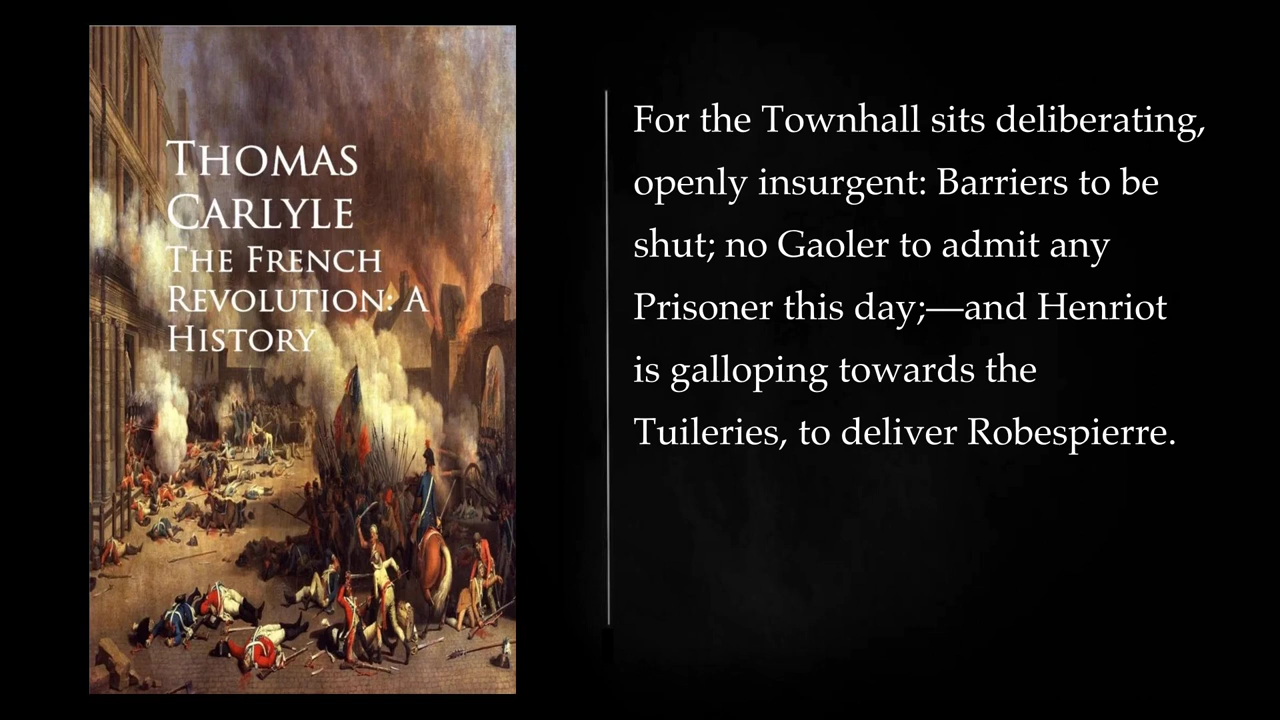 THOMAS
CARLYLE
THE FRENCH
REVOLUTION: A
HISTORY
For the Townhall sits deliberating,
openly insurgent: Barriers to be
shut; no Gaoler to admit any
Prisoner this day;—and Henriot
is galloping towards the
Tuileries, to deliver Robespierre.